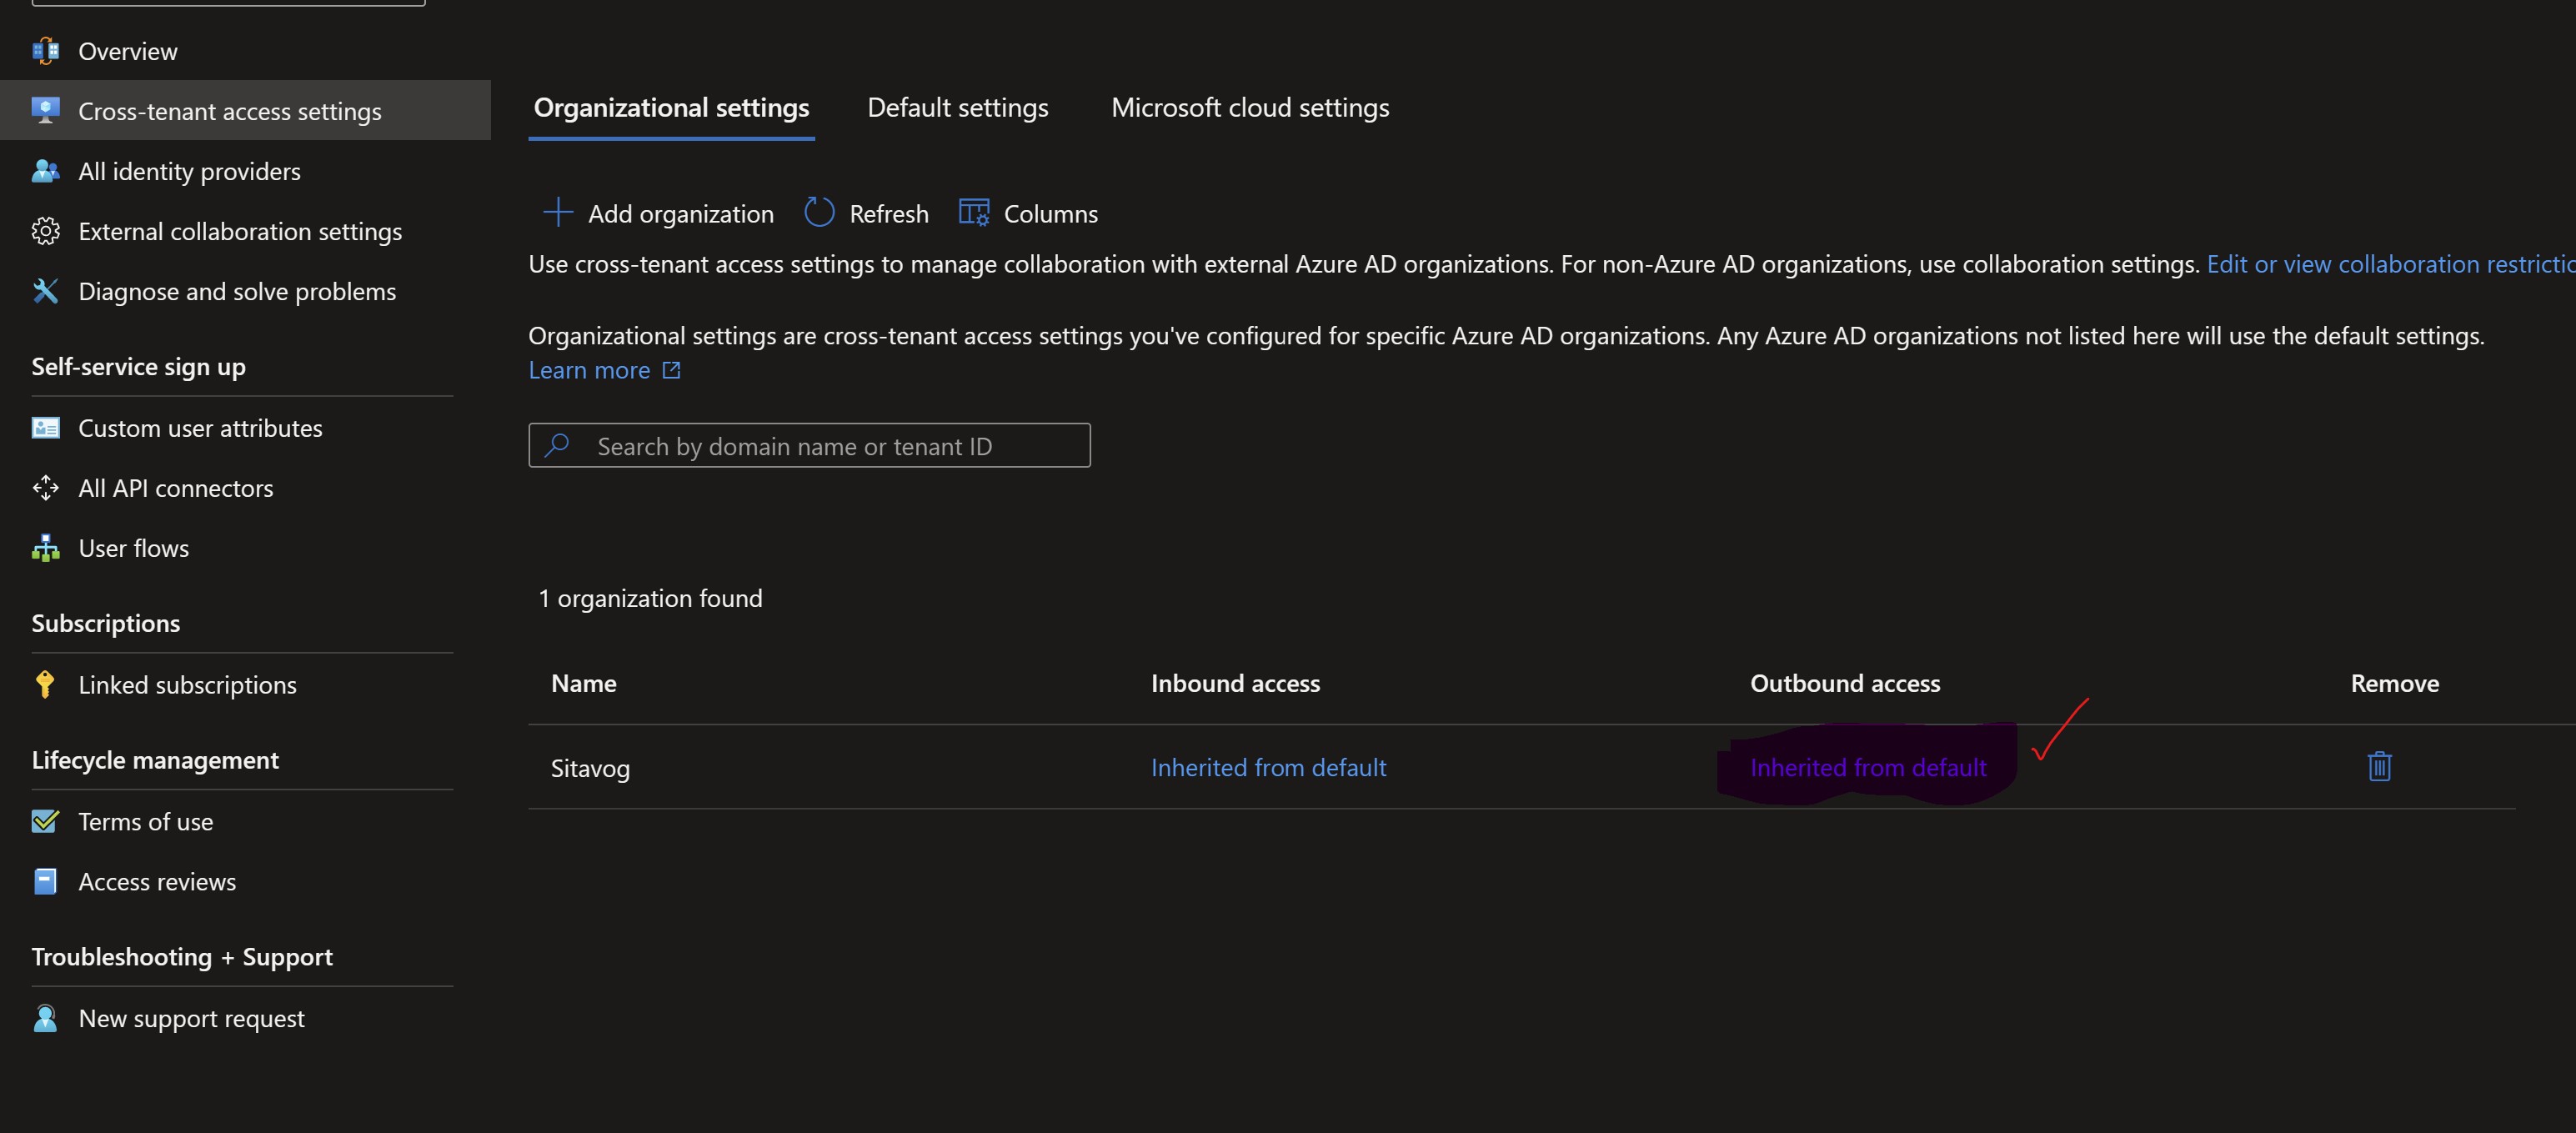 Overview
Cross-tenant access settings
All identity providers
External collaboration settings
Diagnose and solve problems
Self-service sign up
Custom user attributes
All API connectors
User flows
Subscriptions
Linked subscriptions
Lifecycle management
Terms of use
Access reviews
Troubleshooting + Support
New support request
Organizational settings Default settings Microsoft cloud settings
Add organization Refresh Columns
Use cross-tenant access settings to manage collaboration with external Azure AD organizations. For non-Azure AD organizations, use collaboration settings. Edit or view collaboration restrictio
Organizational settings are cross-tenant access settings you've configured for specific Azure AD organizations. Any Azure AD organizations not listed here will use the default settings.
Learn more
Search by domain name or tenant ID
1 organization found
Name Inbound access Outbound access Remove
Sitavog Inherited from default Inherited from default